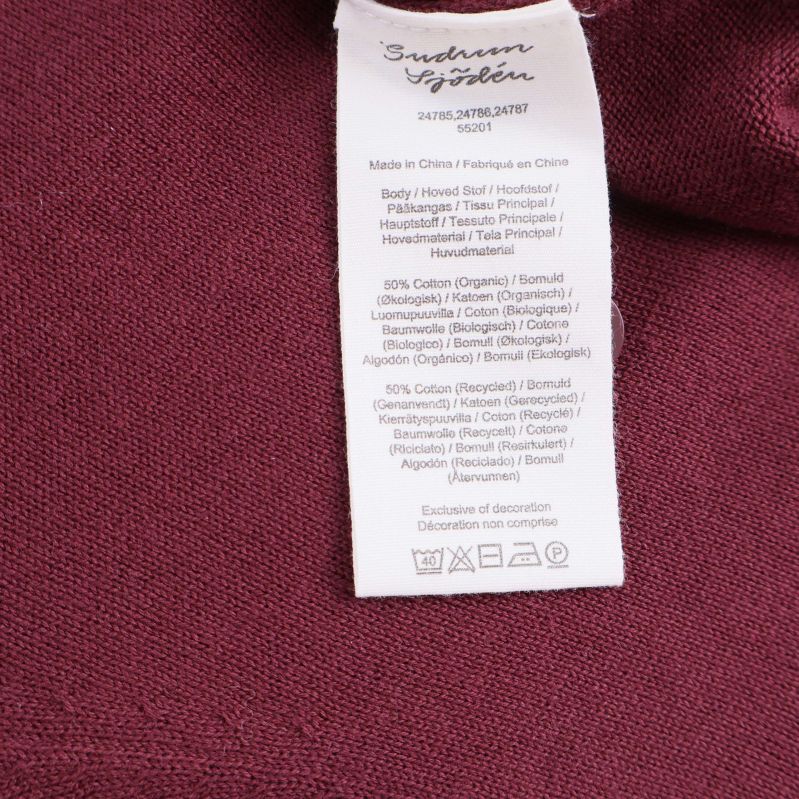 Gudrun
Sjödén
24785,24786,24787
55201
Made in China / Fabriqué en Chine
Body / Hoved Stof / Hoofdstof /
Pääkangas / Tissu Principal /
Hauptstoff / Tessuto Principale /
Hovedmaterial / Tela Principal /
Huvudmaterial
50% Cotton (Organic) / Bomuld
(Økologisk) / Katoen (Organisch) /
Luomupuuvilla / Coton (Biologique) /
Baumwolle (Biologisch) / Cotone
(Biologico) / Bomull (Økologisk) /
Algodón (Orgánico) / Bomull (Ekologisk)
50% Cotton (Recycled) / Bomuld
(Genanvendt) / Katoen (Gerecycled) /
Kierrätyspuuvilla / Coton (Recyclé) /
Baumwolle (Recycelt) / Cotone
(Riciclato) / Bomull (Resirkulert) /
Algodón (Reciclado) / Bomull
(Återvunnen)
Exclusive of decoration
Décoration non comprise
40 P